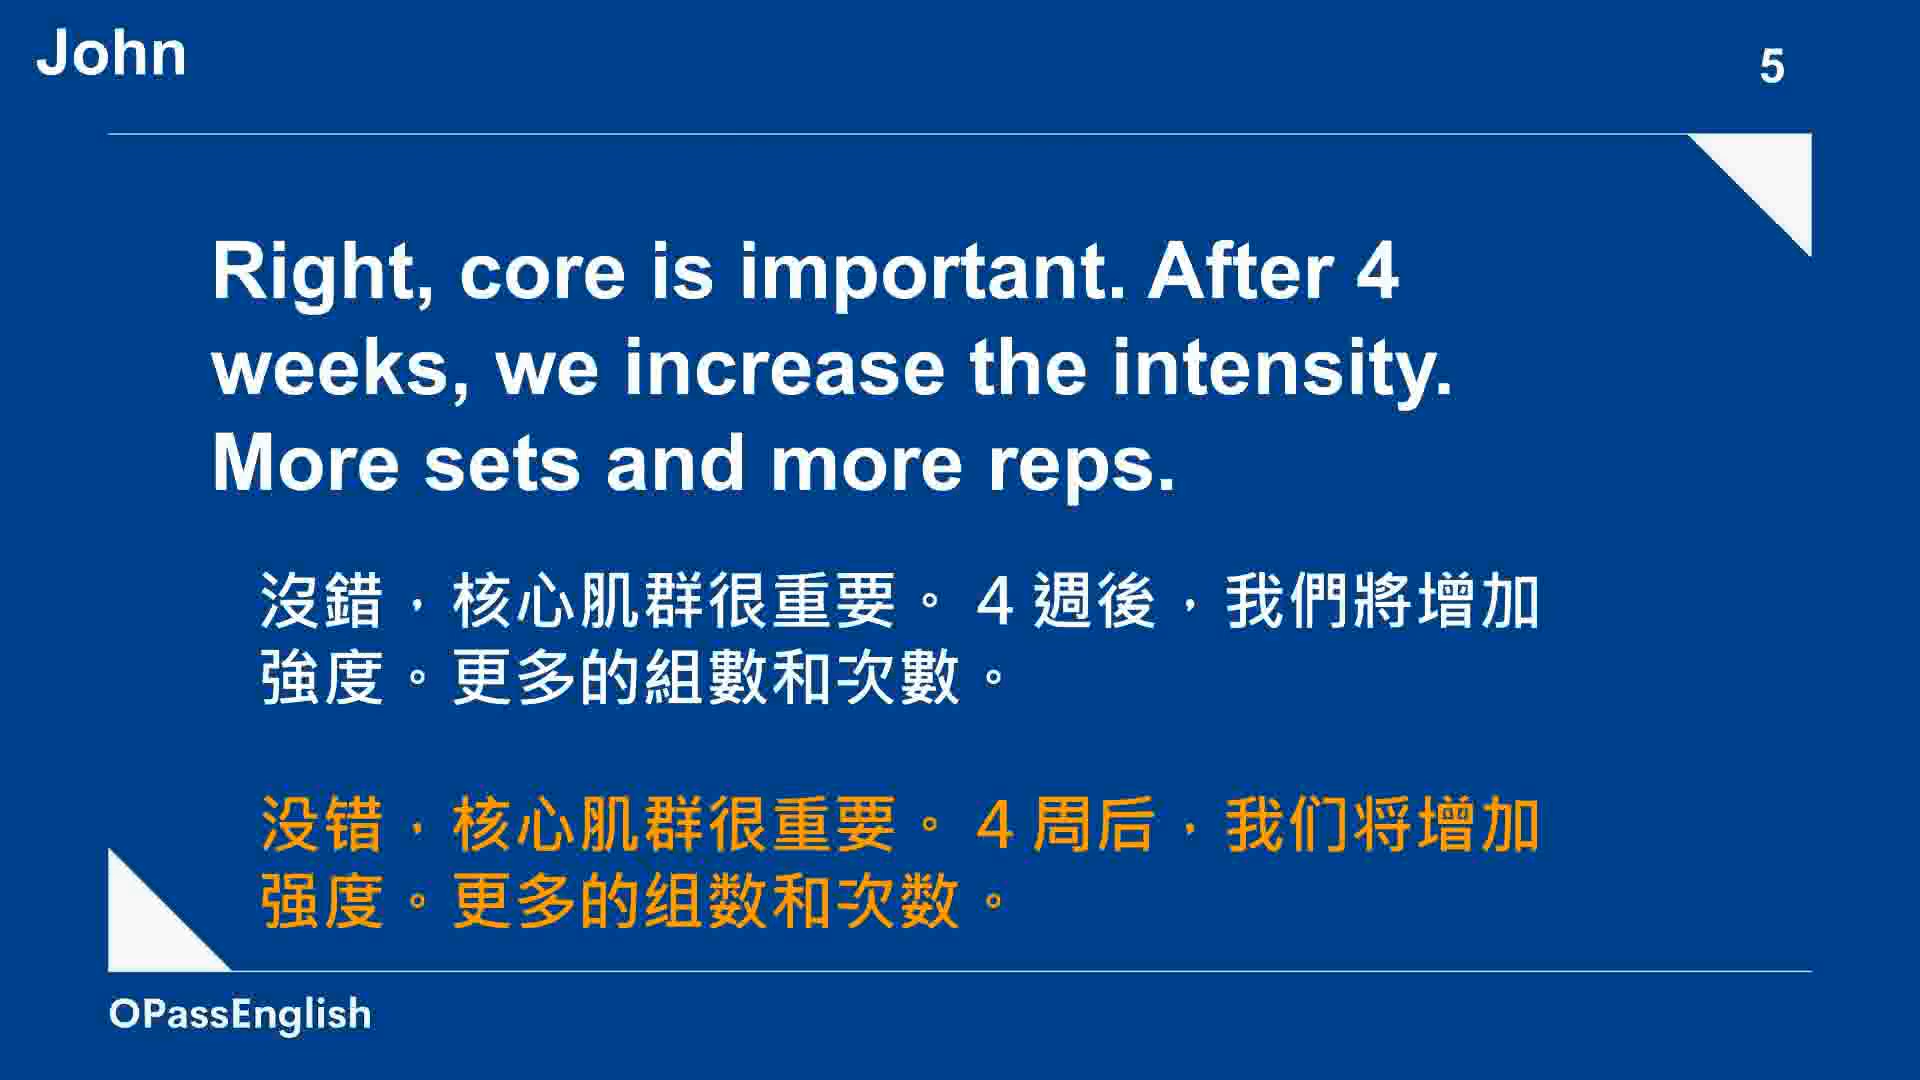 John
5
Right, core is important. After 4
weeks, we increase the intensity.
More sets and more reps.
沒錯，核心肌群很重要。 4 週後，我們將增加
強度。更多的組數和次數。
没错，核心肌群很重要。 4 周后，我们将增加
强度。更多的组数和次数。
OPassEnglish